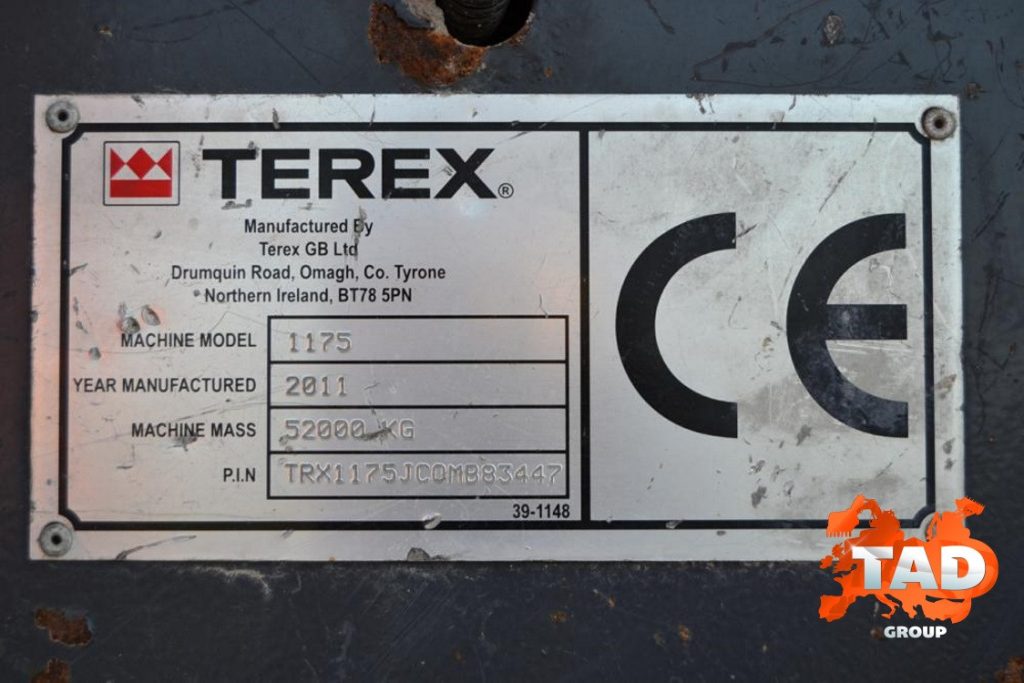 TEREX®
Manufactured By
Terex GB Ltd
Drumquin Road, Omagh, Co. Tyrone
Northern Ireland, BT78 5PN
MACHINE MODEL 1175
YEAR MANUFACTURED 2011
MACHINE MASS 52000 KG
P.I.N TRX1175JCOMB83447
39-1148
CE
TAD
GROUP